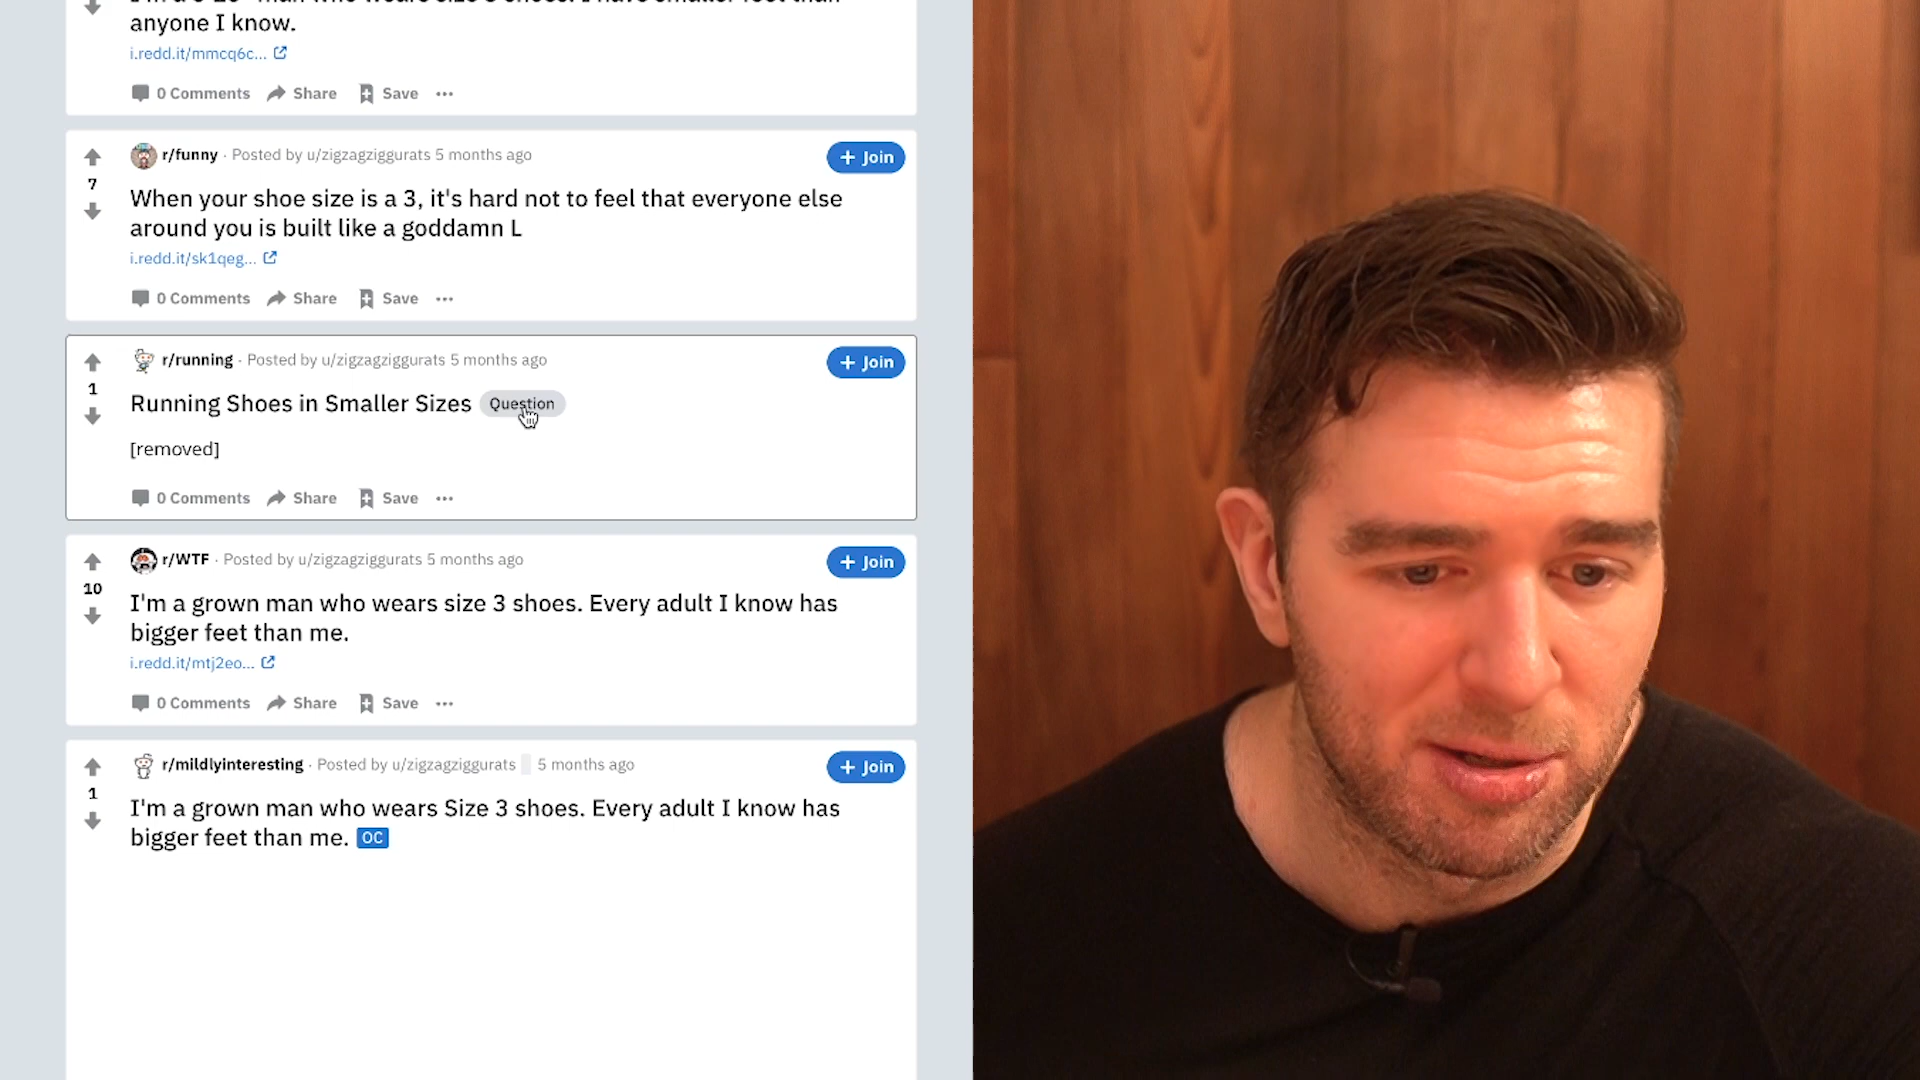 anyone I know.
i.redd.it/mmcq6c...
0 Comments Share Save ...
r/funny · Posted by u/zigzagziggurats 5 months ago
+ Join
7
When your shoe size is a 3, it's hard not to feel that everyone else
around you is built like a goddamn L
i.redd.it/sk1qeg...
0 Comments Share Save ...
r/running · Posted by u/zigzagziggurats 5 months ago
+ Join
1
Running Shoes in Smaller Sizes Question
[removed]
0 Comments Share Save ...
r/WTF · Posted by u/zigzagziggurats 5 months ago
+ Join
10
I'm a grown man who wears size 3 shoes. Every adult I know has
bigger feet than me.
i.redd.it/mtj2eo...
0 Comments Share Save ...
r/mildlyinteresting · Posted by u/zigzagziggurats 5 months ago
+ Join
1
I'm a grown man who wears Size 3 shoes. Every adult I know has
bigger feet than me. OC